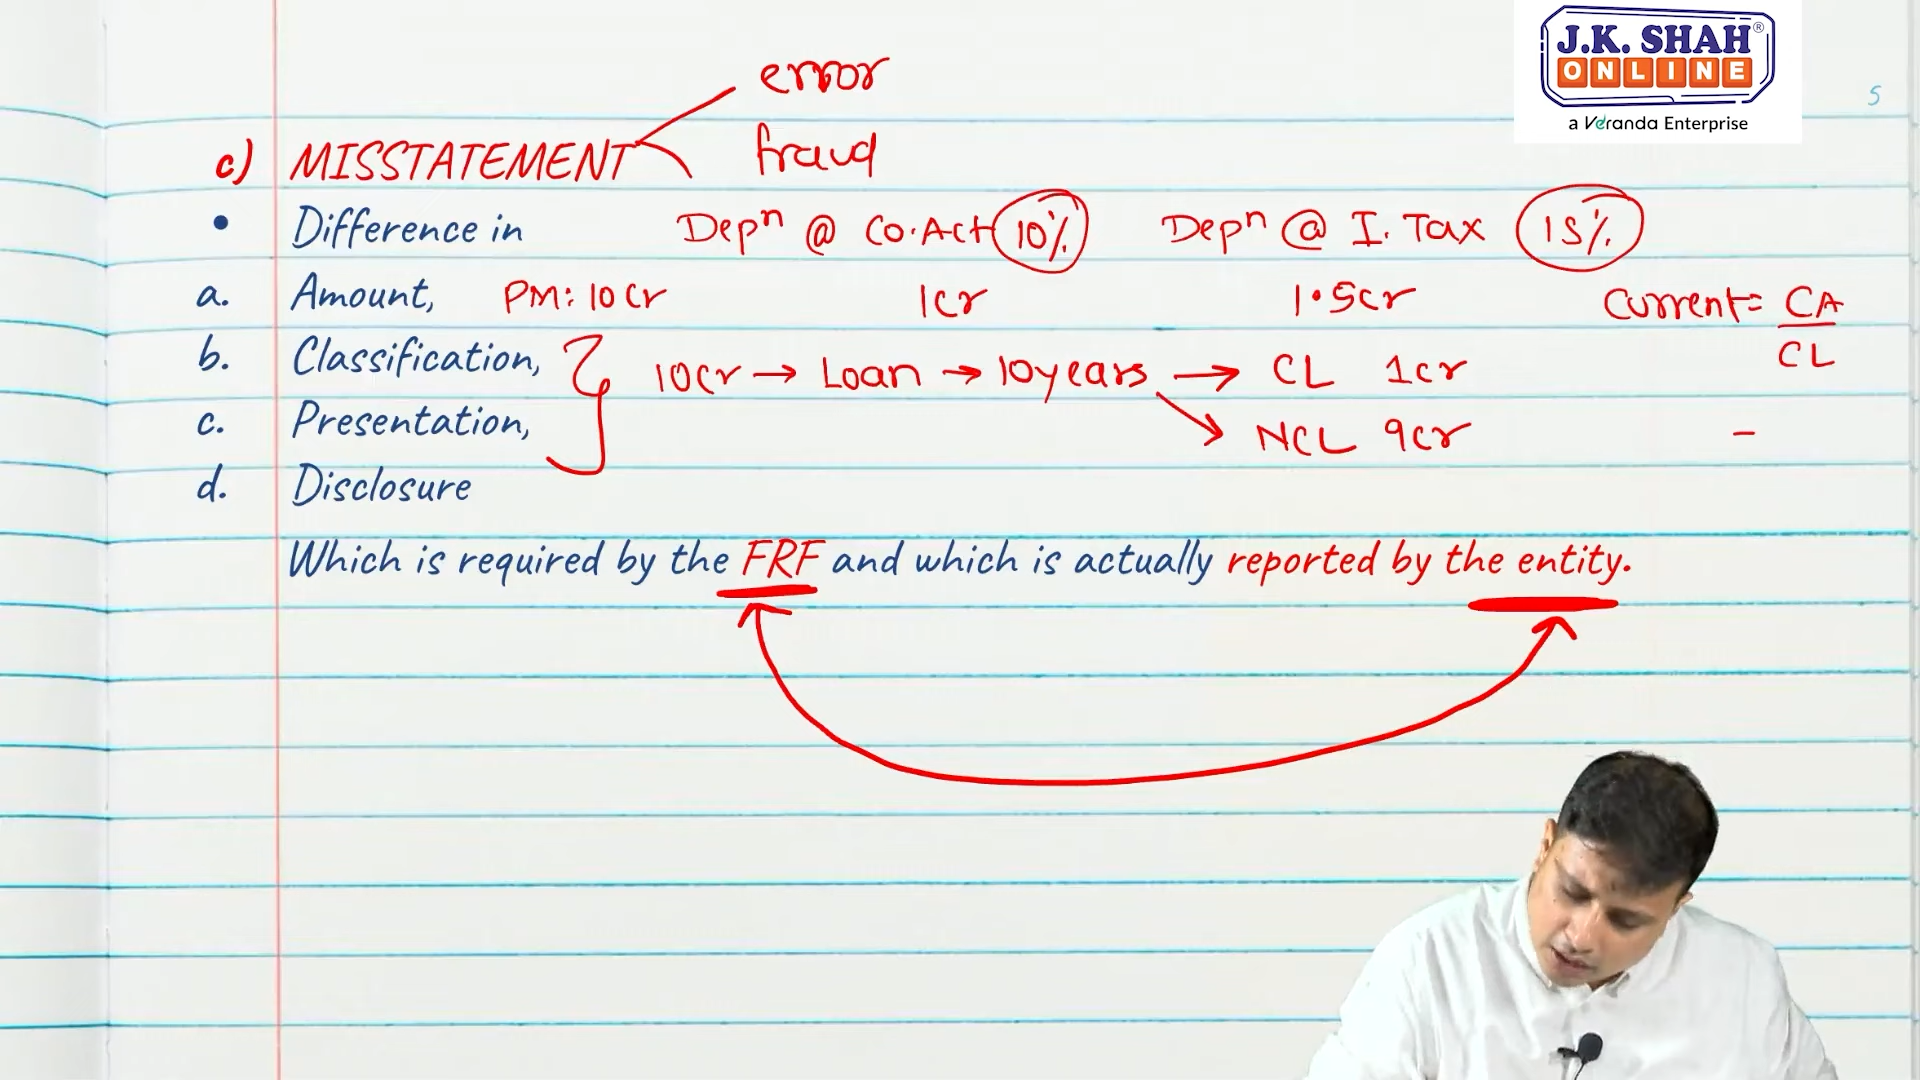 J.K. SHAH®
ONLINE
a Veranda Enterprise
5
error
c) MISSTATEMENT
fraud
• Difference in Depⁿ @ Co. Act 10% Depⁿ @ I. Tax 15%
a. Amount, PM: 10 Cr 1cr 1.5cr Current = CA
CL
b. Classification, 10cr → Loan → 10years → CL 1cr
c. Presentation, NCL 9cr –
d. Disclosure
Which is required by the FRF and which is actually reported by the entity.